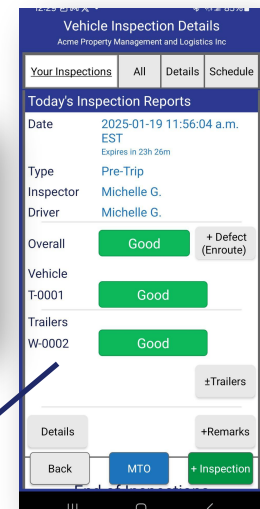 Vehicle Inspection Details
Acme Property Management and Logistics Inc
Your Inspections All Details Schedule
Today's Inspection Reports
Date 2025-01-19 11:56:04 a.m.
EST
Expires in 23h 26m
Type Pre-Trip
Inspector Michelle G.
Driver Michelle G.
Overall Good + Defect
(Enroute)
Vehicle
T-0001 Good
Trailers
W-0002 Good
±Trailers
Details +Remarks
Back MTO + Inspection